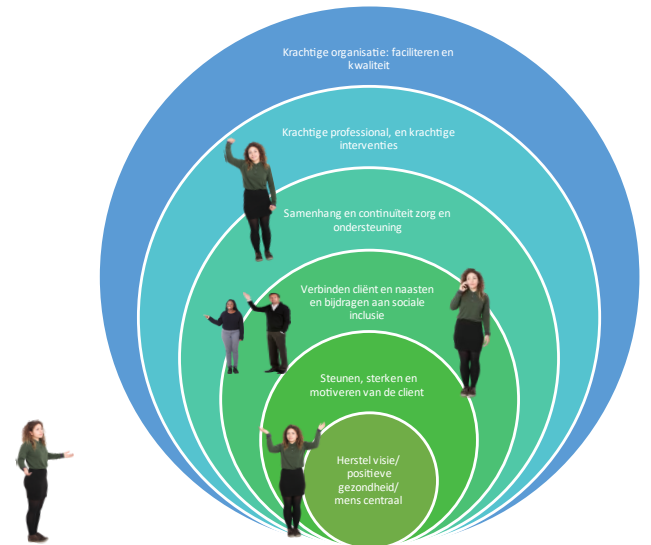 Krachtige organisatie: faciliteren en
kwaliteit
Krachtige professional, en krachtige
interventies
Samenhang en continuïteit zorg en
ondersteuning
Verbinden cliënt en naasten
en bijdragen aan sociale
inclusie
Steunen, sterken en
motiveren van de client
Herstel visie/
positieve
gezondheid/
mens centraal